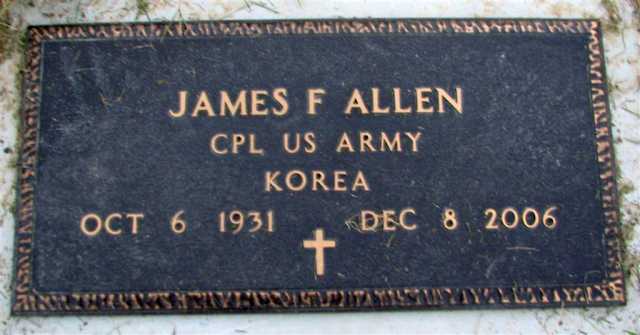 JAMES F ALLEN
CPL US ARMY
KOREA
OCT 6 1931 DEC 8 2006